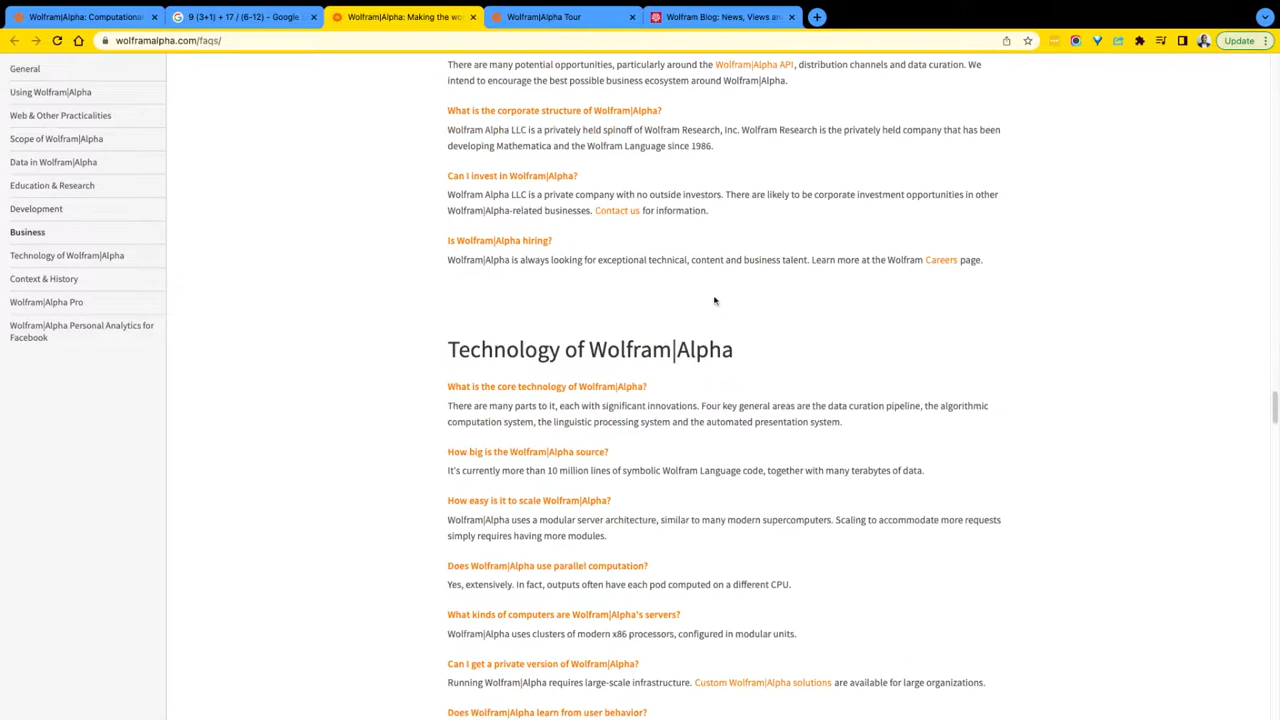 Wolfram|Alpha: Computational
9 (3+1) + 17 / (6-12) - Google
Wolfram|Alpha: Making the wo
Wolfram|Alpha Tour
Wolfram Blog: News, Views an
wolframalpha.com/faqs/
Update
General
Using Wolfram|Alpha
Web & Other Practicalities
Scope of Wolfram|Alpha
Data in Wolfram|Alpha
Education & Research
Development
Business
Technology of Wolfram|Alpha
Context & History
Wolfram|Alpha Pro
Wolfram|Alpha Personal Analytics for
Facebook
There are many potential opportunities, particularly around the Wolfram|Alpha API, distribution channels and data curation. We
intend to encourage the best possible business ecosystem around Wolfram|Alpha.
What is the corporate structure of Wolfram|Alpha?
Wolfram Alpha LLC is a privately held spinoff of Wolfram Research, Inc. Wolfram Research is the privately held company that has been
developing Mathematica and the Wolfram Language since 1986.
Can I invest in Wolfram|Alpha?
Wolfram Alpha LLC is a private company with no outside investors. There are likely to be corporate investment opportunities in other
Wolfram|Alpha-related businesses. Contact us for information.
Is Wolfram|Alpha hiring?
Wolfram|Alpha is always looking for exceptional technical, content and business talent. Learn more at the Wolfram Careers page.
Technology of Wolfram|Alpha
What is the core technology of Wolfram|Alpha?
There are many parts to it, each with significant innovations. Four key general areas are the data curation pipeline, the algorithmic
computation system, the linguistic processing system and the automated presentation system.
How big is the Wolfram|Alpha source?
It's currently more than 10 million lines of symbolic Wolfram Language code, together with many terabytes of data.
How easy is it to scale Wolfram|Alpha?
Wolfram|Alpha uses a modular server architecture, similar to many modern supercomputers. Scaling to accommodate more requests
simply requires having more modules.
Does Wolfram|Alpha use parallel computation?
Yes, extensively. In fact, outputs often have each pod computed on a different CPU.
What kinds of computers are Wolfram|Alpha's servers?
Wolfram|Alpha uses clusters of modern x86 processors, configured in modular units.
Can I get a private version of Wolfram|Alpha?
Running Wolfram|Alpha requires large-scale infrastructure. Custom Wolfram|Alpha solutions are available for large organizations.
Does Wolfram|Alpha learn from user behavior?